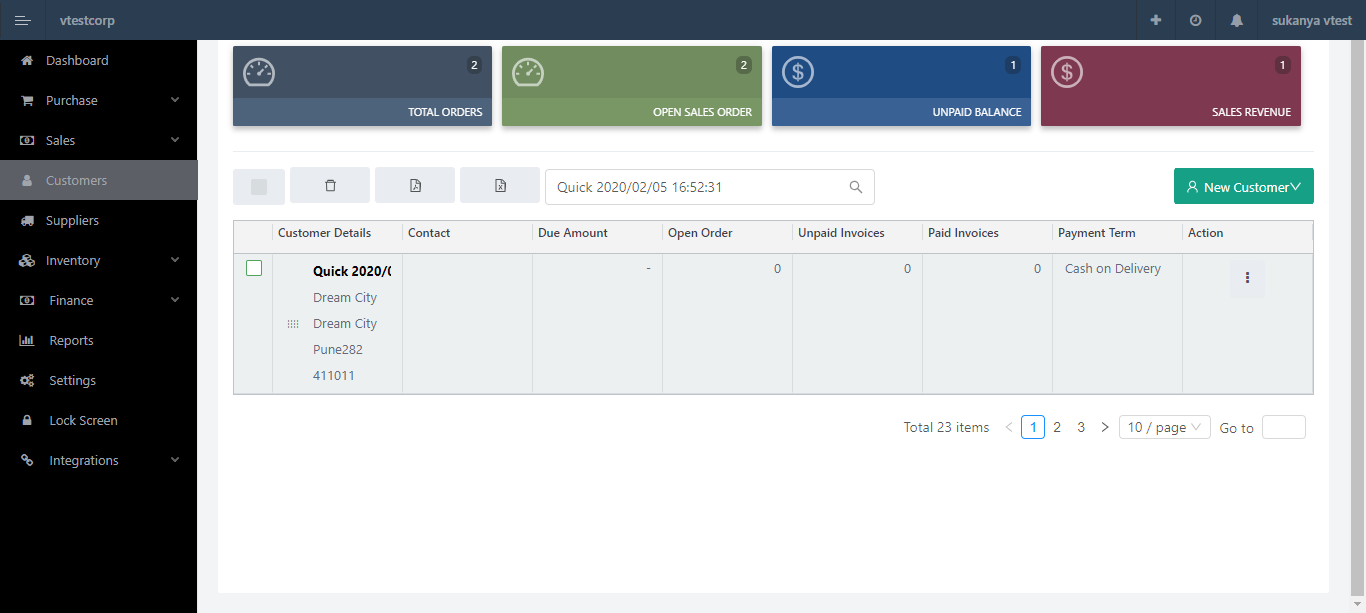 vtestcorp
sukanya vtest
Dashboard
Purchase
Sales
Customers
Suppliers
Inventory
Finance
Reports
Settings
Lock Screen
Integrations
2
TOTAL ORDERS
2
OPEN SALES ORDER
1
UNPAID BALANCE
1
SALES REVENUE
Quick 2020/02/05 16:52:31
New Customer
Customer Details Contact Due Amount Open Order Unpaid Invoices Paid Invoices Payment Term Action
Quick 2020/0 - 0 0 0 Cash on Delivery
Dream City
Dream City
Pune282
411011
Total 23 items < 1 2 3 > 10 / page Go to